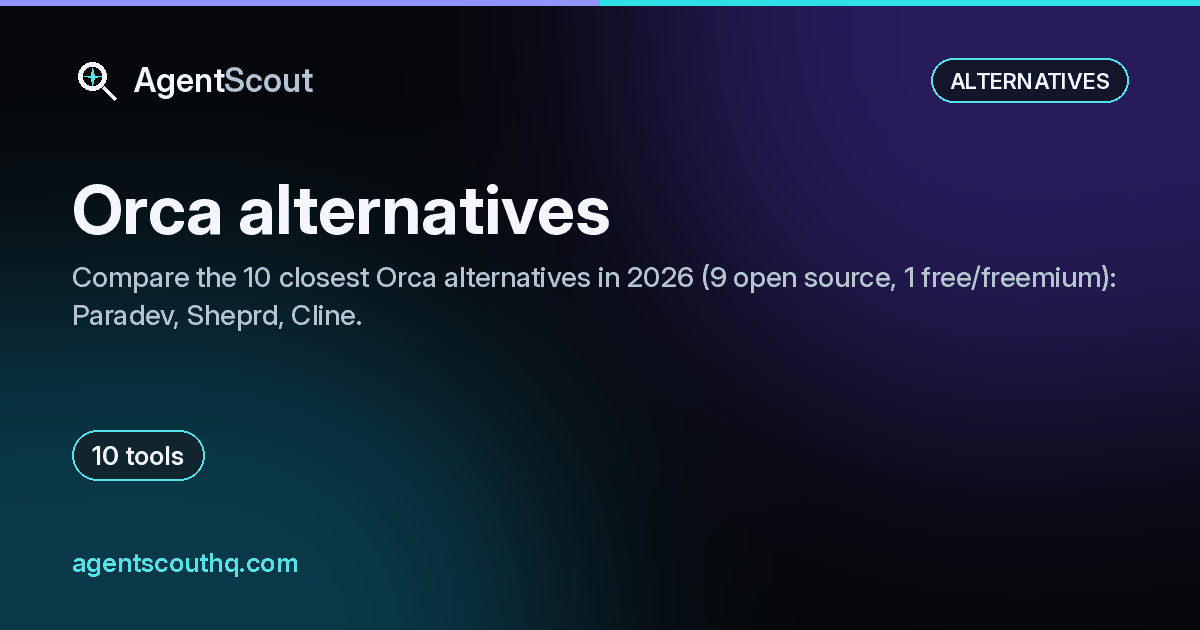 AgentScout
ALTERNATIVES
Orca alternatives
Compare the 10 closest Orca alternatives in 2026 (9 open source, 1 free/freemium):
Paradev, Sheprd, Cline.
10 tools
agentscouthq.com